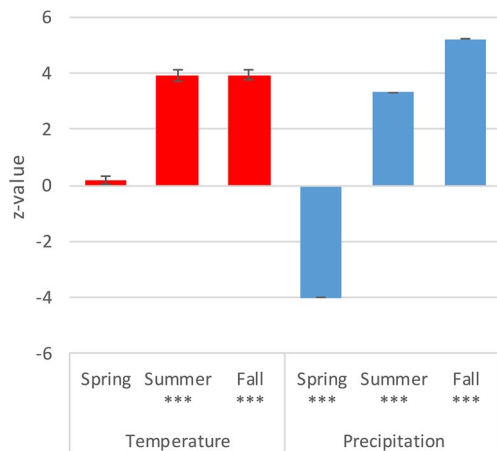 6
4
2
0
-2
-4
-6
z-value
Spring Summer Fall Spring Summer Fall
*** *** *** *** ***
Temperature Precipitation